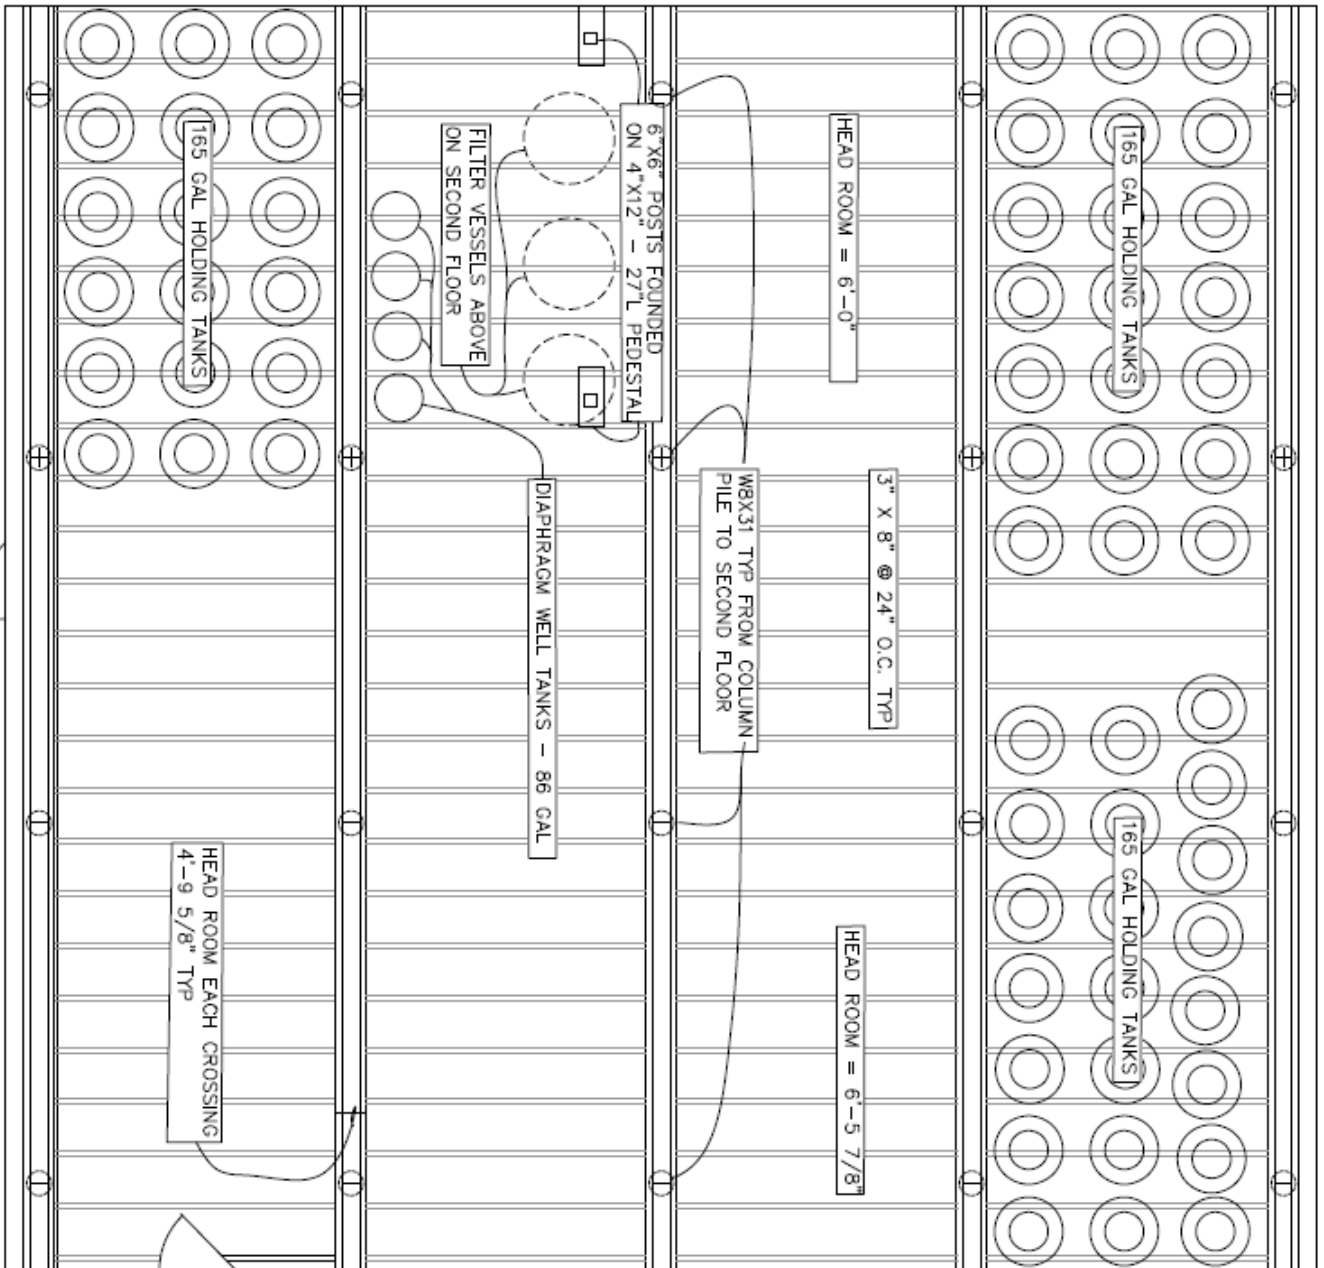 165 GAL HOLDING TANKS
165 GAL HOLDING TANKS
HEAD ROOM = 6'-0"
3" X 8" @ 24" O.C. TYP
HEAD ROOM = 6'-5 7/8"
W8X31 TYP FROM COLUMN
PILE TO SECOND FLOOR
6"X6" POSTS FOUNDED
ON 4"X12" - 27"L PEDESTAL
DIAPHRAGM WELL TANKS - 86 GAL
FILTER VESSELS ABOVE
ON SECOND FLOOR
165 GAL HOLDING TANKS
HEAD ROOM EACH CROSSING
4'-9 5/8" TYP